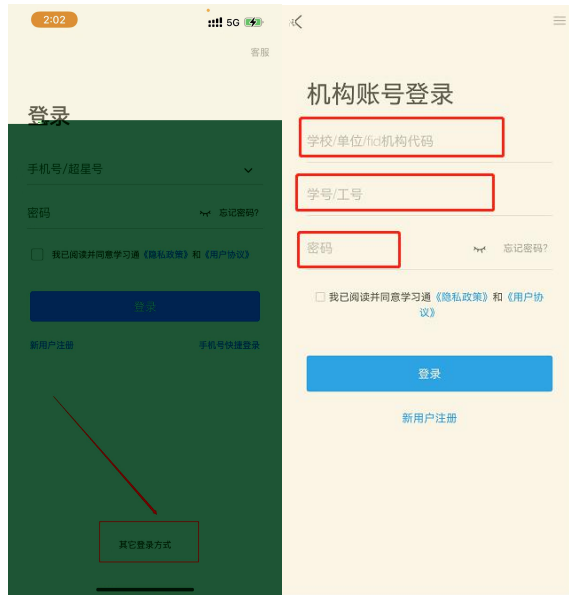 2:02
5G
客服
登录
手机号/超星号
密码
忘记密码?
我已阅读并同意学习通《隐私政策》和《用户协议》
登录
新用户注册
手机号快捷登录
其它登录方式
机构账号登录
学校/单位/fid机构代码
学号/工号
密码
忘记密码?
我已阅读并同意学习通《隐私政策》和《用户协
议》
登录
新用户注册